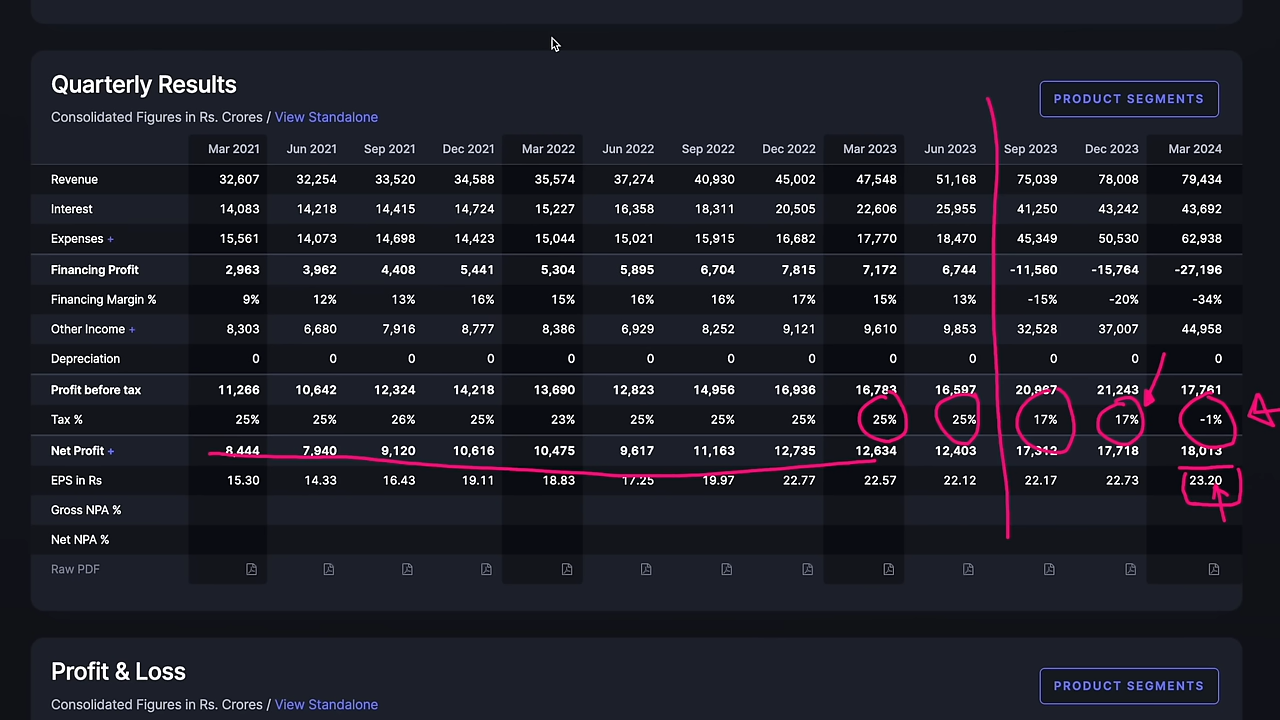 Quarterly Results
PRODUCT SEGMENTS
Consolidated Figures in Rs. Crores / View Standalone
Mar 2021 Jun 2021 Sep 2021 Dec 2021 Mar 2022 Jun 2022 Sep 2022 Dec 2022 Mar 2023 Jun 2023 Sep 2023 Dec 2023 Mar 2024
Revenue 32,607 32,254 33,520 34,588 35,574 37,274 40,930 45,002 47,548 51,168 75,039 78,008 79,434
Interest 14,083 14,218 14,415 14,724 15,227 16,358 18,311 20,505 22,606 25,955 41,250 43,242 43,692
Expenses + 15,561 14,073 14,698 14,423 15,044 15,021 15,915 16,682 17,770 18,470 45,349 50,530 62,938
Financing Profit 2,963 3,962 4,408 5,441 5,304 5,895 6,704 7,815 7,172 6,744 -11,560 -15,764 -27,196
Financing Margin % 9% 12% 13% 16% 15% 16% 16% 17% 15% 13% -15% -20% -34%
Other Income + 8,303 6,680 7,916 8,777 8,386 6,929 8,252 9,121 9,610 9,853 32,528 37,007 44,958
Depreciation 0 0 0 0 0 0 0 0 0 0 0 0 0
Profit before tax 11,266 10,642 12,324 14,218 13,690 12,823 14,956 16,936 16,783 16,597 20,967 21,243 17,761
Tax % 25% 25% 26% 25% 23% 25% 25% 25% 25% 25% 17% 17% -1%
Net Profit + 8,444 7,940 9,120 10,616 10,475 9,617 11,163 12,735 12,634 12,403 17,312 17,718 18,013
EPS in Rs 15.30 14.33 16.43 19.11 18.83 17.25 19.97 22.77 22.57 22.12 22.17 22.73 23.20
Gross NPA %
Net NPA %
Raw PDF
Profit & Loss
PRODUCT SEGMENTS
Consolidated Figures in Rs. Crores / View Standalone